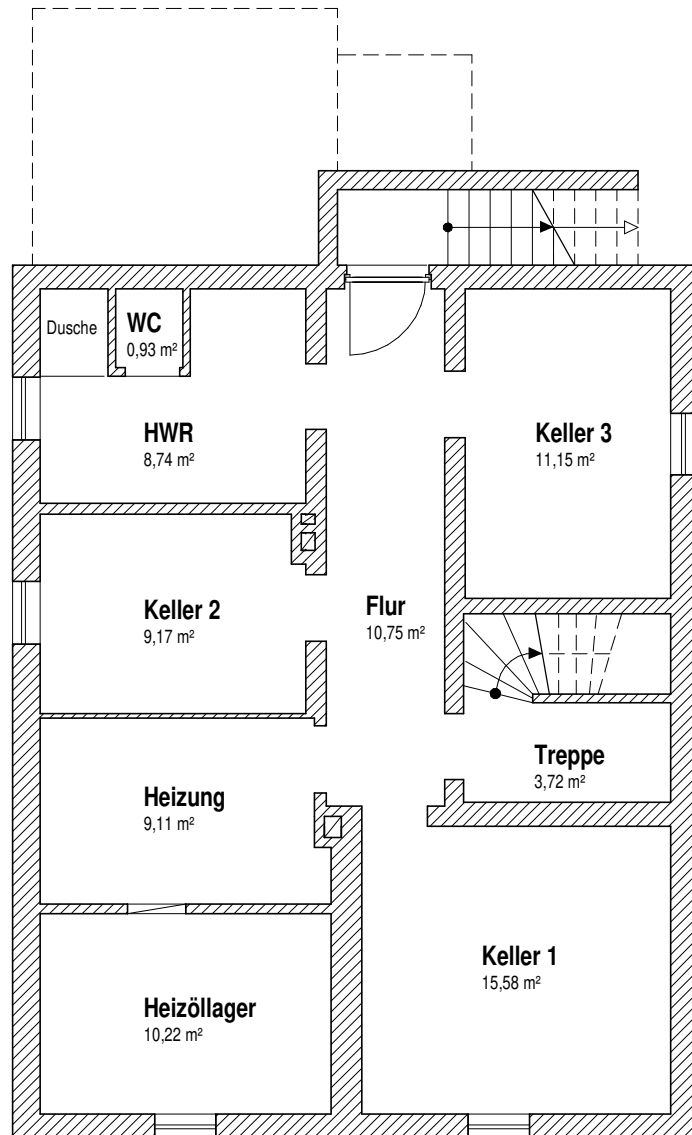 Dusche
WC
0,93 m²
HWR
8,74 m²
Keller 3
11,15 m²
Keller 2
9,17 m²
Flur
10,75 m²
Treppe
3,72 m²
Heizung
9,11 m²
Keller 1
15,58 m²
Heizöllager
10,22 m²